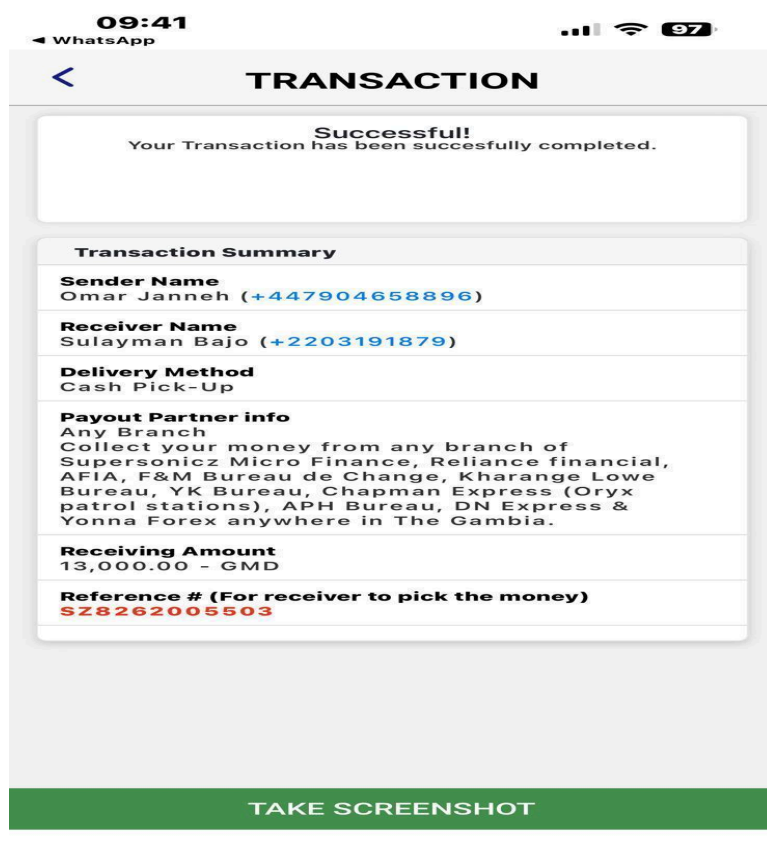 09:41
◀ WhatsApp
97
<
TRANSACTION
Successful!
Your Transaction has been succesfully completed.
Transaction Summary
Sender Name
Omar Janneh (+447904658896)
Receiver Name
Sulayman Bajo (+2203191879)
Delivery Method
Cash Pick-Up
Payout Partner info
Any Branch
Collect your money from any branch of
Supersonicz Micro Finance, Reliance financial,
AFIA, F&M Bureau de Change, Kharange Lowe
Bureau, YK Bureau, Chapman Express (Oryx
patrol stations), APH Bureau, DN Express &
Yonna Forex anywhere in The Gambia.
Receiving Amount
13,000.00 - GMD
Reference # (For receiver to pick the money)
SZ8262005503
TAKE SCREENSHOT